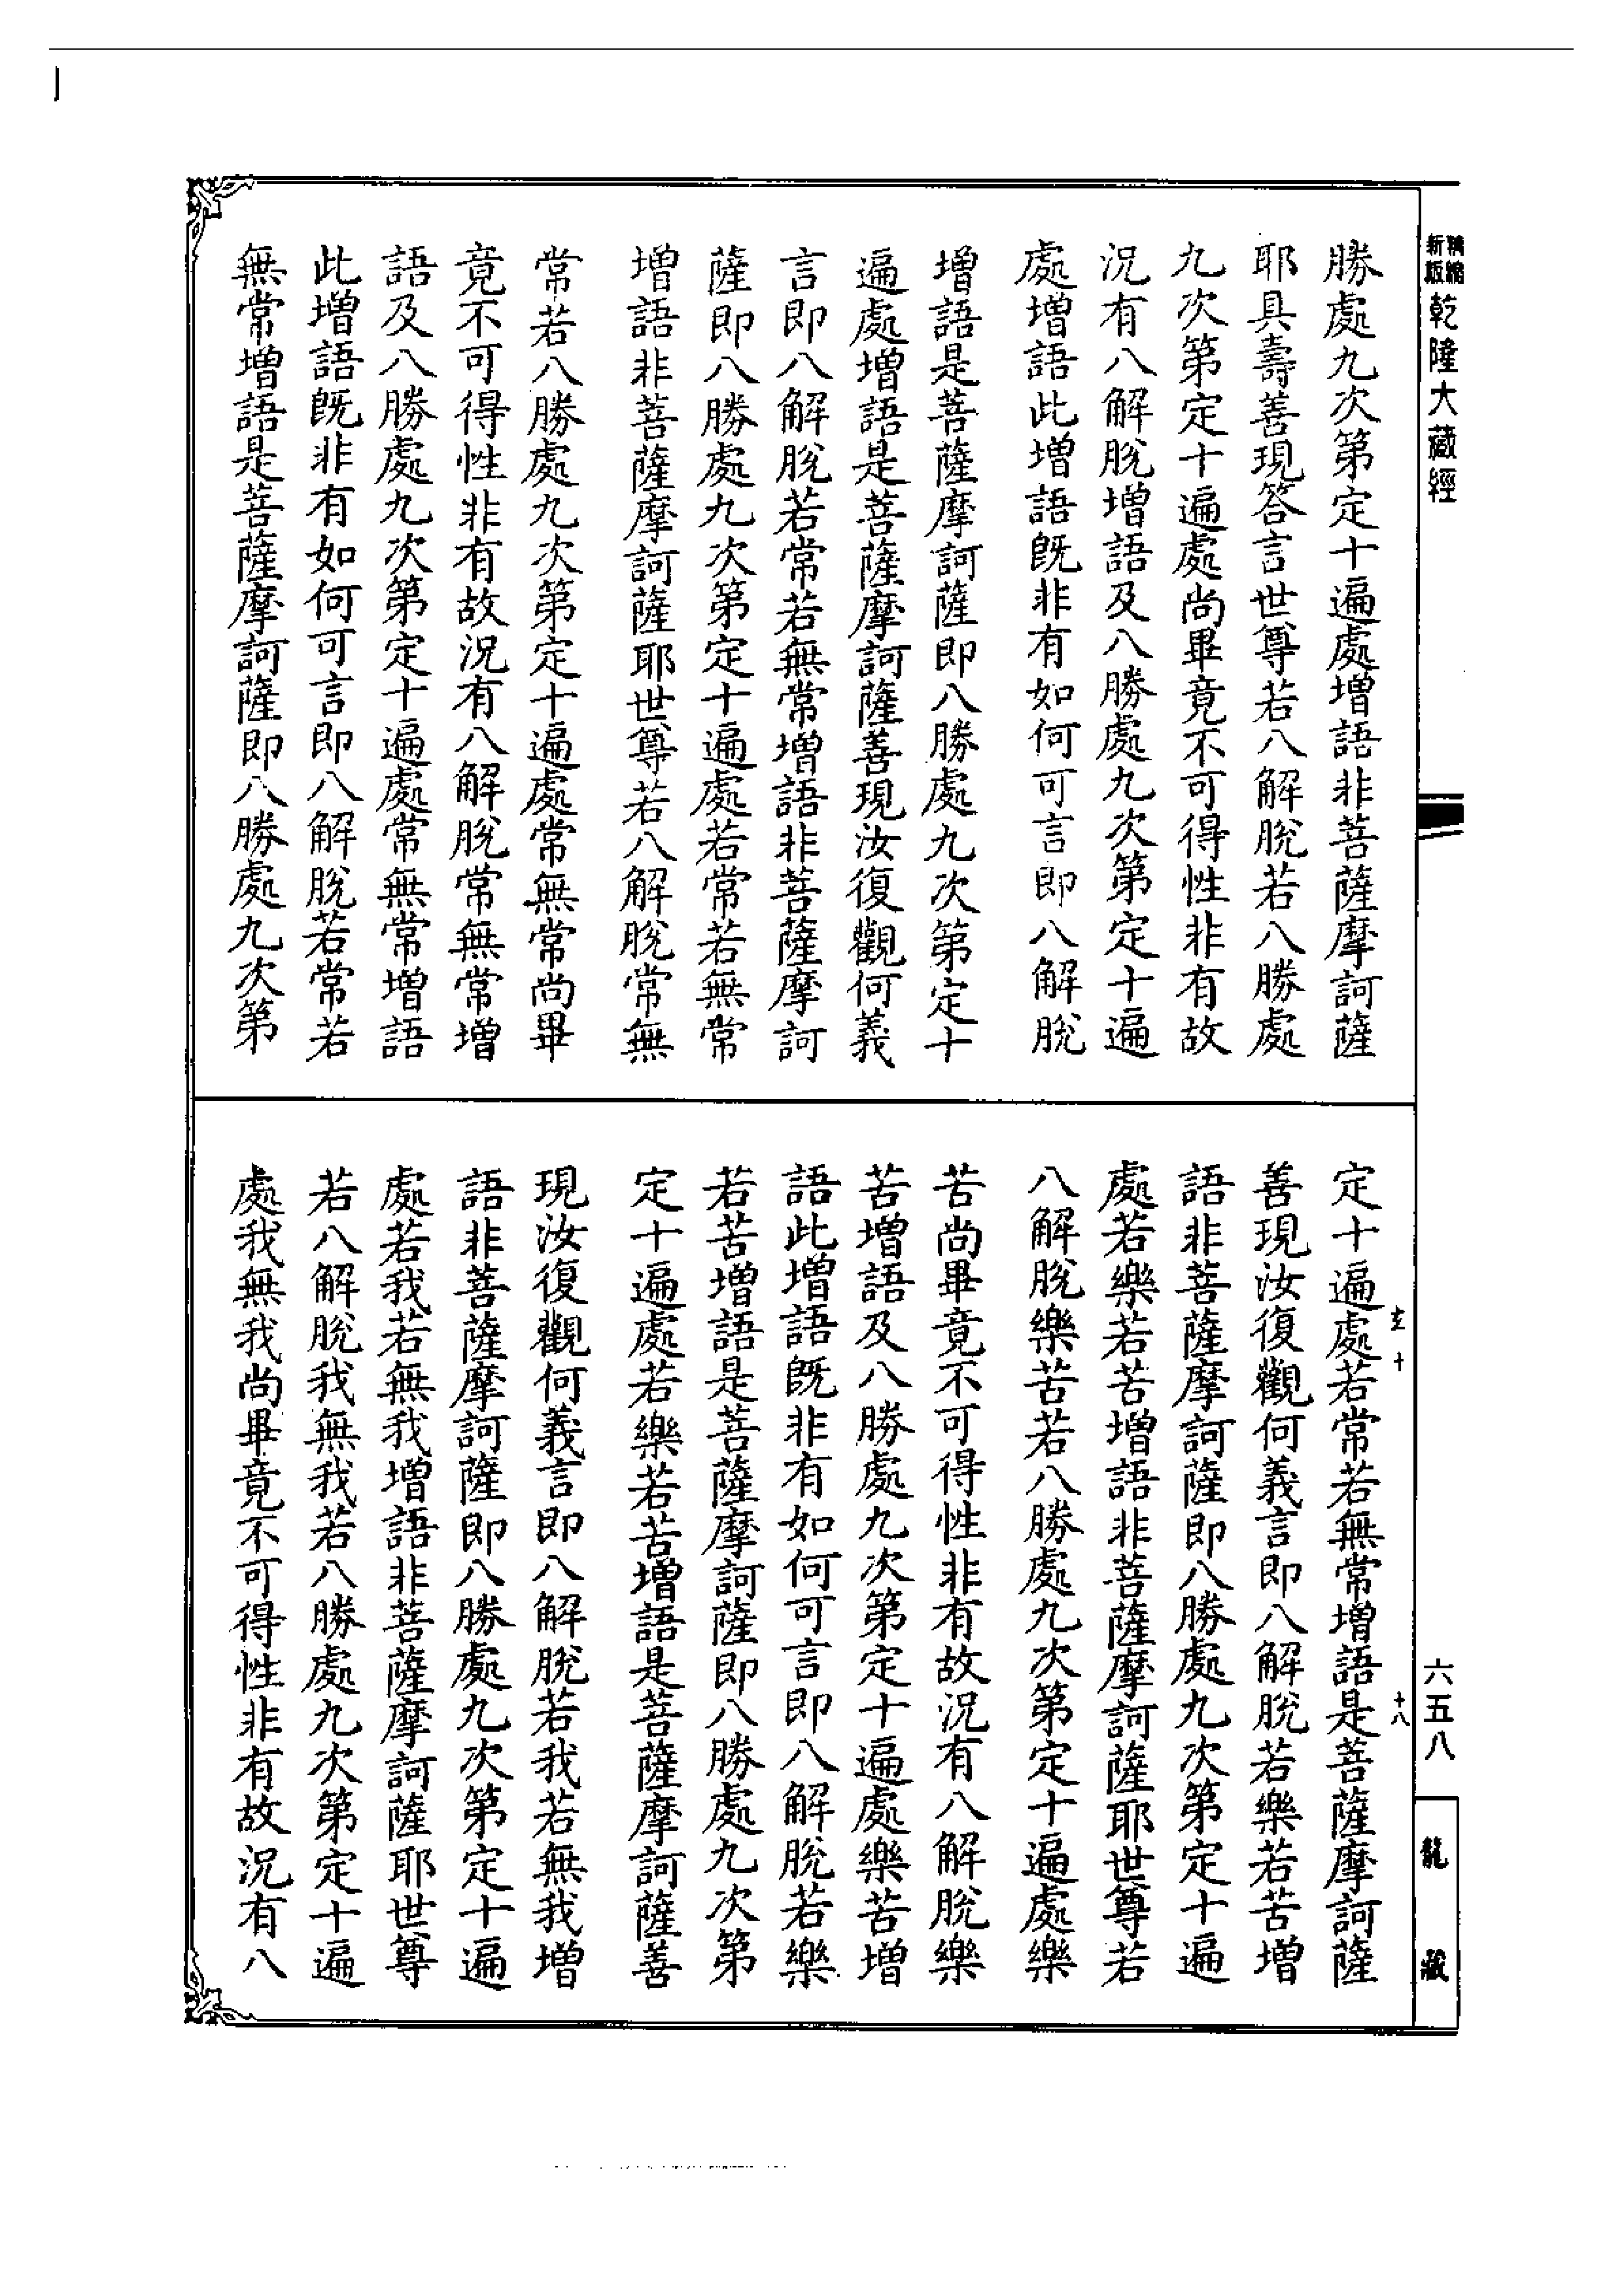 精縮
新版
乾隆大藏經
勝處九次第定十遍處增語非菩薩摩訶薩
耶具壽善現答言世尊若八解脫若八勝處
九次第定十遍處尚畢竟不可得性非有故
況有八解脫增語及八勝處九次第定十遍
處增語此增語既非有如何可言即八解脫
增語是菩薩摩訶薩即八勝處九次第定十
遍處增語是菩薩摩訶薩善現汝復觀何義
言即八解脫若常若無常增語非菩薩摩訶
薩即八勝處九次第定十遍處若常若無常
增語非菩薩摩訶薩耶世尊若八解脫常無
常若八勝處九次第定十遍處常無常尚畢
竟不可得性非有故況有八解脫常無常增
語及八勝處九次第定十遍處常無常增語
此增語既非有如何可言即八解脫若常若
無常增語是菩薩摩訶薩即八勝處九次第
定十遍處若常若無常增語是菩薩摩訶薩
善現汝復觀何義言即八解脫若樂若苦增
語非菩薩摩訶薩即八勝處九次第定十遍
處若樂若苦增語非菩薩摩訶薩耶世尊若
八解脫樂苦若八勝處九次第定十遍處樂
苦尚畢竟不可得性非有故況有八解脫樂
苦增語及八勝處九次第定十遍處樂苦增
語此增語既非有如何可言即八解脫若樂
若苦增語是菩薩摩訶薩即八勝處九次第
定十遍處若樂若苦增語是菩薩摩訶薩善
現汝復觀何義言即八解脫若我若無我增
語非菩薩摩訶薩即八勝處九次第定十遍
處若我若無我增語非菩薩摩訶薩耶世尊
若八解脫我無我若八勝處九次第定十遍
處我無我尚畢竟不可得性非有故況有八
十八
六五八
龍藏